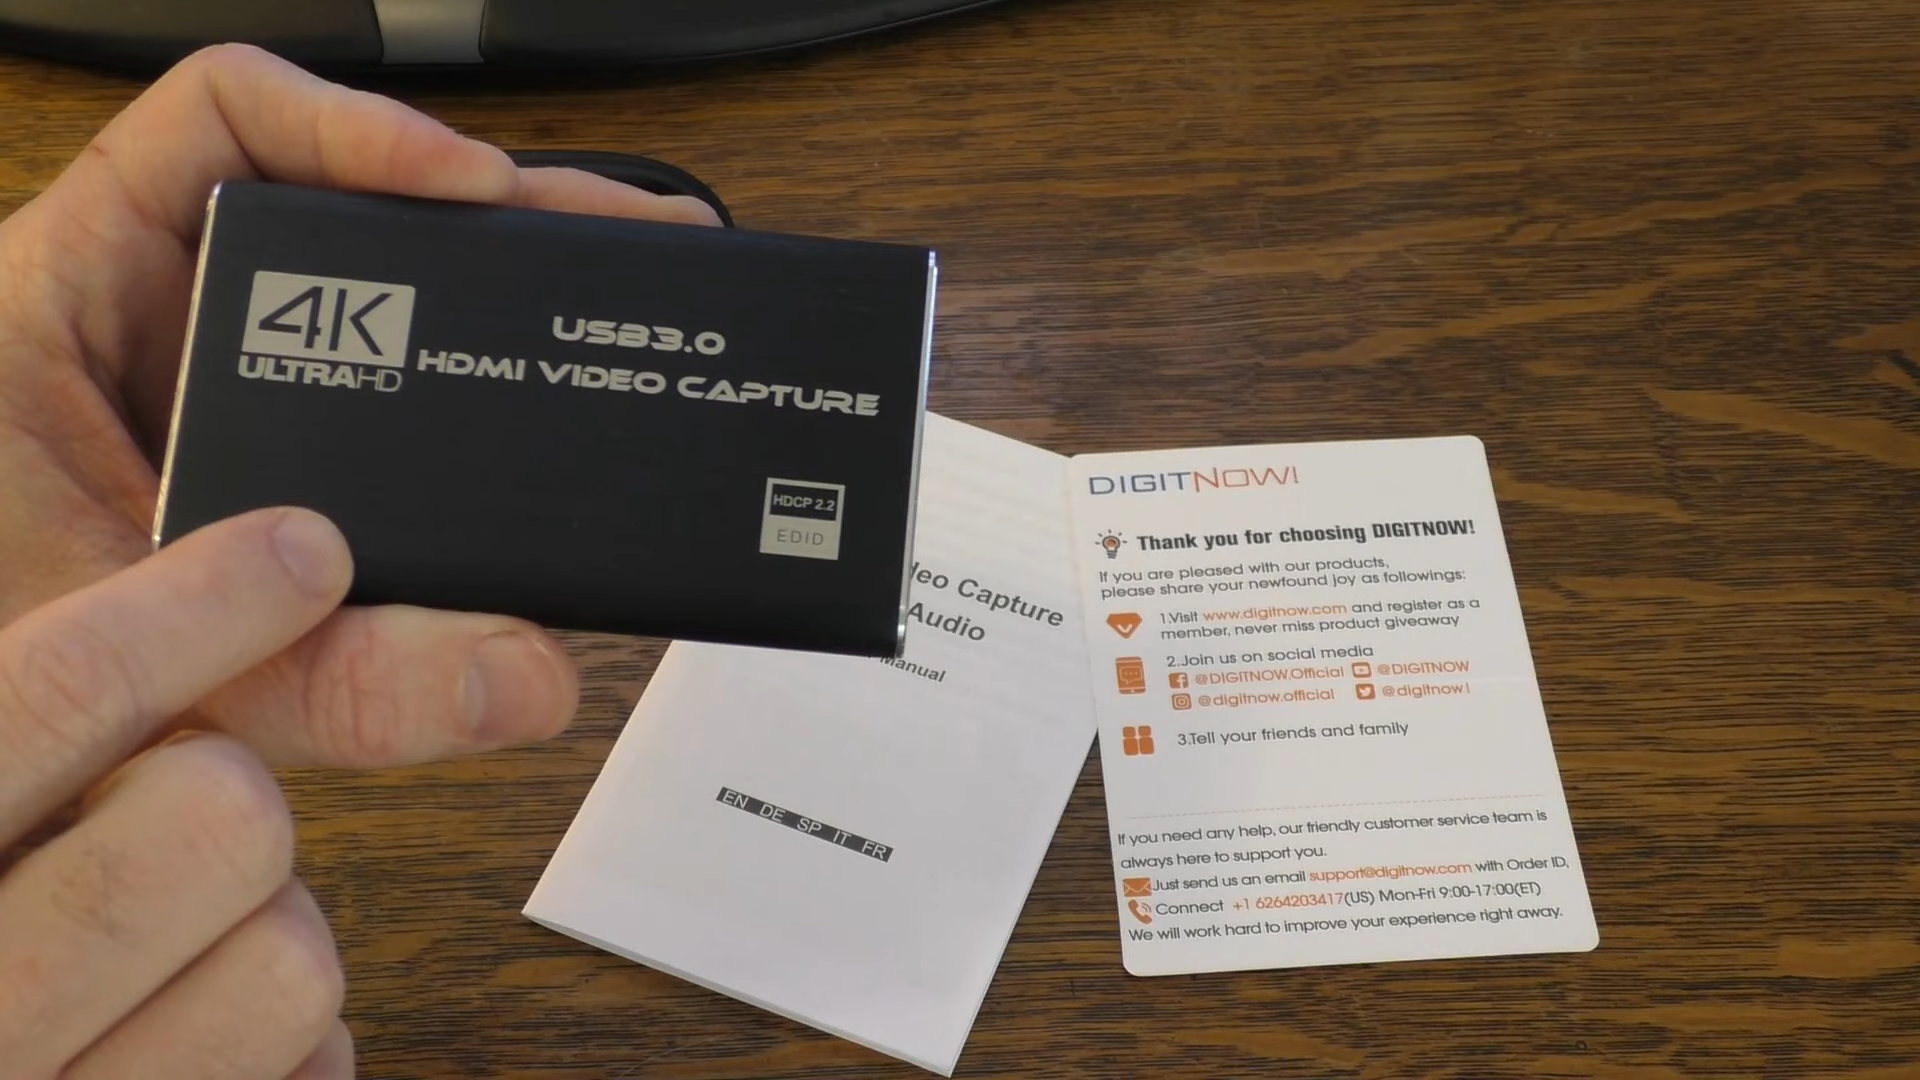 4K
ULTRAHD
USB3.0
HDMI VIDEO CAPTURE
HDCP 2.2
EDID
Capture
Audio
Manual
EN DE SP IT FR
DIGITNOW!
Thank you for choosing DIGITNOW!
If you are pleased with our products,
please share your newfound joy as followings:
1.Visit www.digitnow.com and register as a
member, never miss product giveaway
2.Join us on social media
@DIGITNOW.Official @DIGITNOW
@digitnow.official @digitnow!
3.Tell your friends and family
If you need any help, our friendly customer service team is
always here to support you.
Just send us an email support@digitnow.com with Order ID,
Connect +1 6264203417(US) Mon-Fri 9:00-17:00(ET)
We will work hard to improve your experience right away.